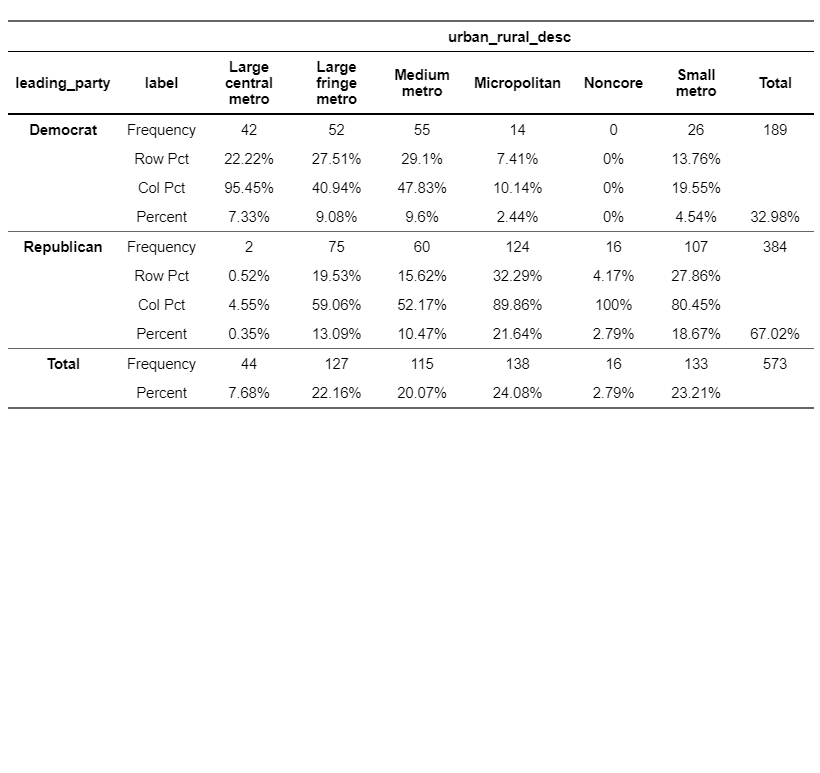 urban_rural_desc
leading_party label Large central metro Large fringe metro Medium metro Micropolitan Noncore Small metro Total
Democrat Frequency 42 52 55 14 0 26 189
Row Pct 22.22% 27.51% 29.1% 7.41% 0% 13.76%
Col Pct 95.45% 40.94% 47.83% 10.14% 0% 19.55%
Percent 7.33% 9.08% 9.6% 2.44% 0% 4.54% 32.98%
Republican Frequency 2 75 60 124 16 107 384
Row Pct 0.52% 19.53% 15.62% 32.29% 4.17% 27.86%
Col Pct 4.55% 59.06% 52.17% 89.86% 100% 80.45%
Percent 0.35% 13.09% 10.47% 21.64% 2.79% 18.67% 67.02%
Total Frequency 44 127 115 138 16 133 573
Percent 7.68% 22.16% 20.07% 24.08% 2.79% 23.21%